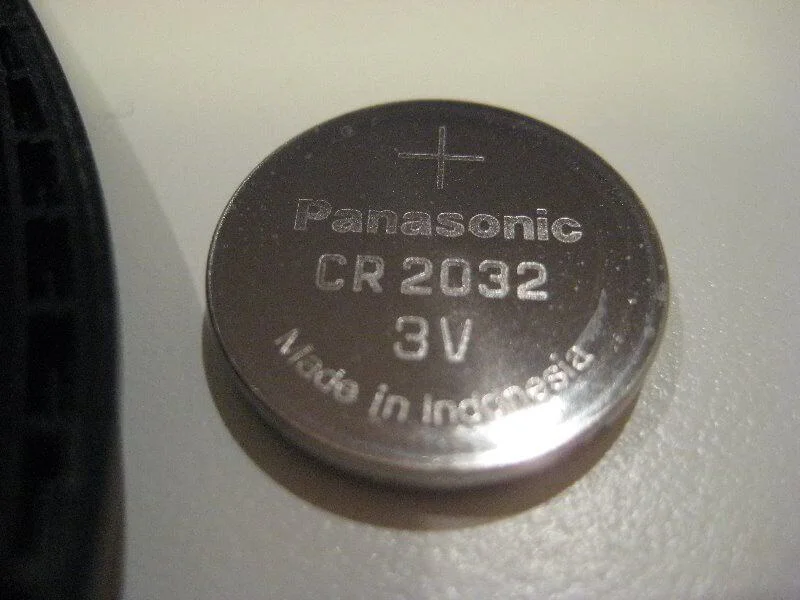 +
Panasonic
CR 2032
3V
Made in Indonesia